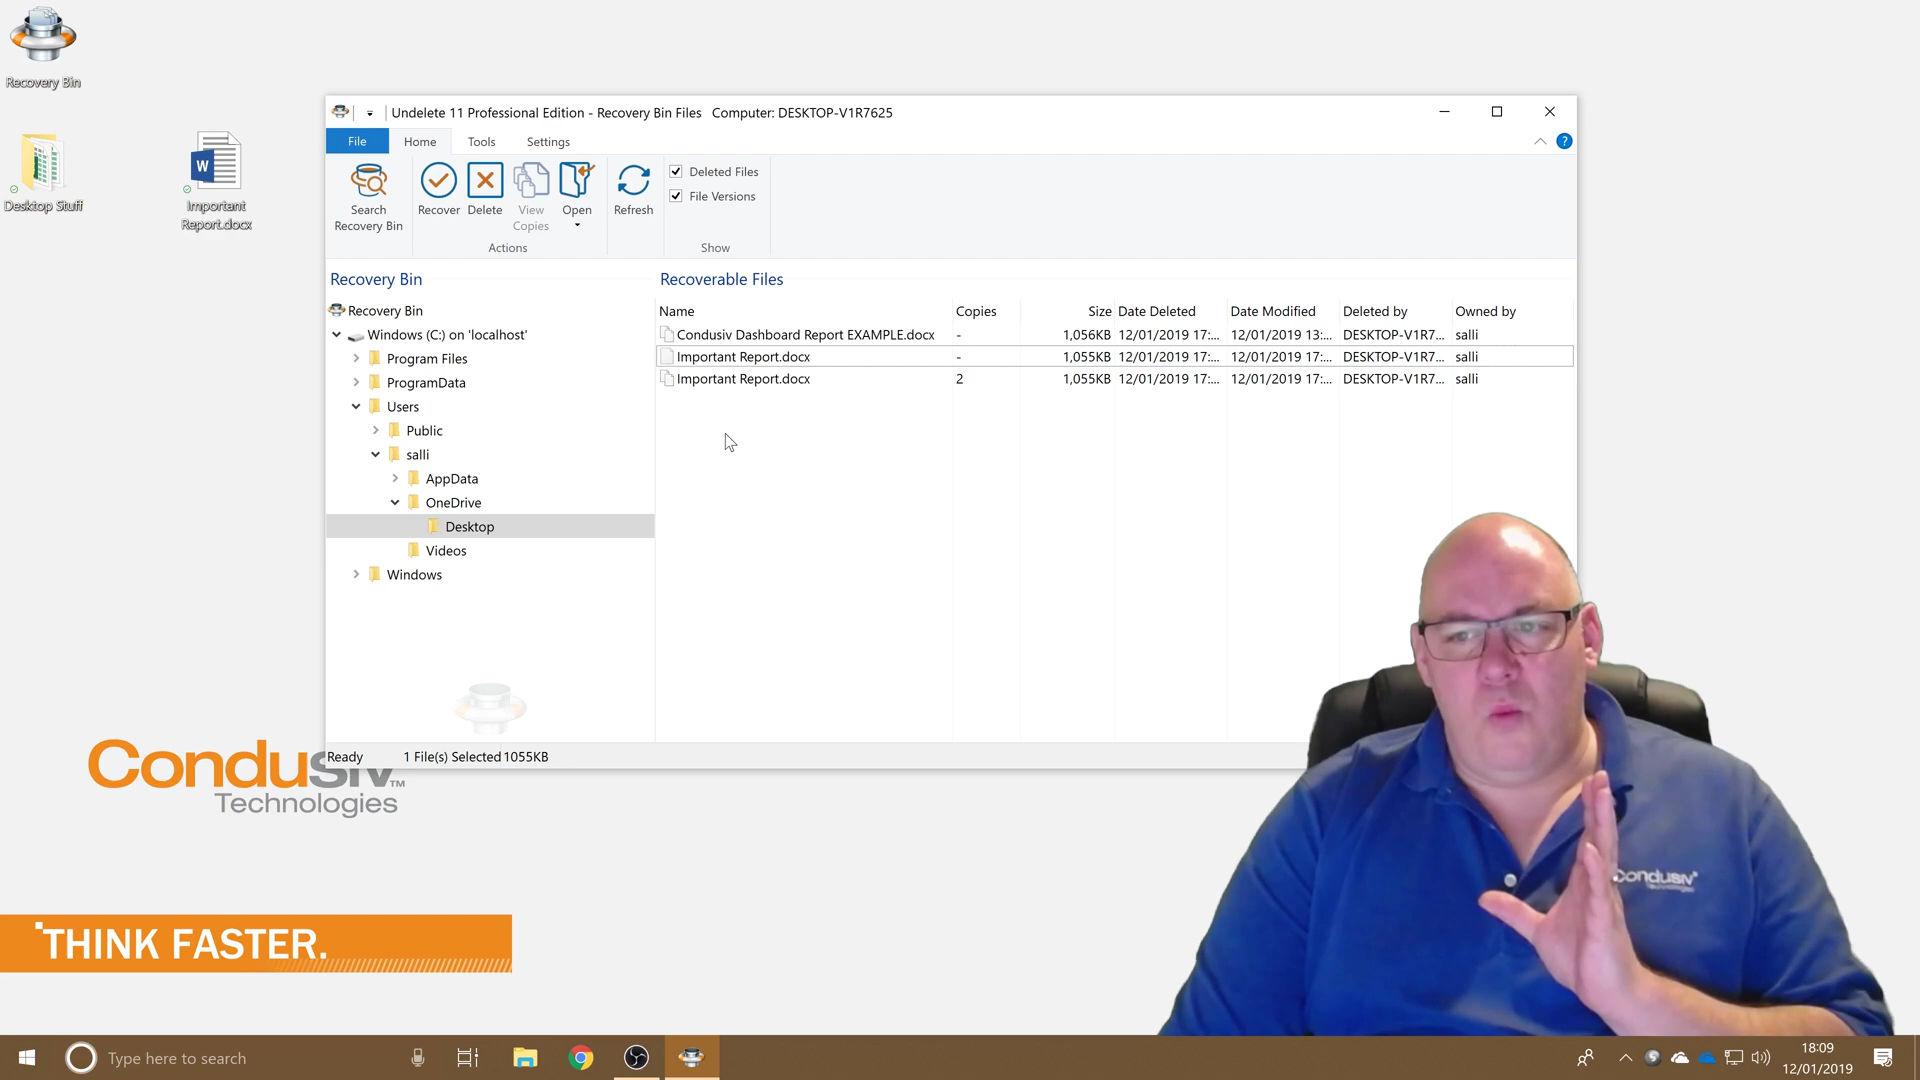 Recovery Bin
Desktop Stuff
Important
Report.docx
Undelete 11 Professional Edition - Recovery Bin Files Computer: DESKTOP-V1R7625
File Home Tools Settings
Search
Recovery Bin
Recover
Delete
View
Copies
Open
Actions
Refresh
Deleted Files
File Versions
Show
Recovery Bin
Recovery Bin
Windows (C:) on 'localhost'
Program Files
ProgramData
Users
Public
salli
AppData
OneDrive
Desktop
Videos
Windows
Recoverable Files
Name Copies Size Date Deleted Date Modified Deleted by Owned by
Condusiv Dashboard Report EXAMPLE.docx - 1,056KB 12/01/2019 17:... 12/01/2019 13:... DESKTOP-V1R7... salli
Important Report.docx - 1,055KB 12/01/2019 17:... 12/01/2019 17:... DESKTOP-V1R7... salli
Important Report.docx 2 1,055KB 12/01/2019 17:... 12/01/2019 17:... DESKTOP-V1R7... salli
Ready 1 File(s) Selected 1055KB
Condusiv TM
Technologies
THINK FASTER.
Condusiv
Technologies
Type here to search
18:09
12/01/2019